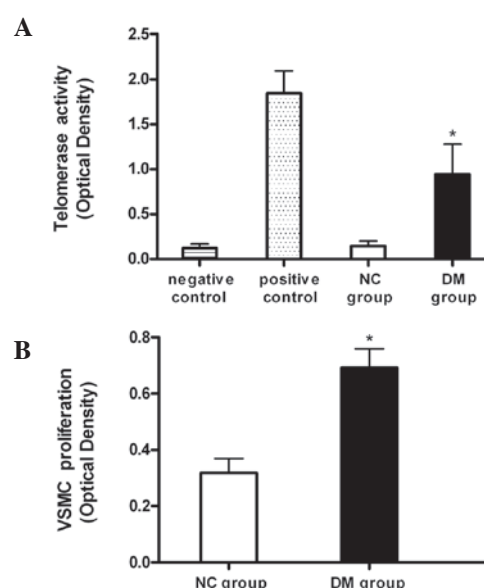 A
Telomerase activity
(Optical Density)
2.5
2.0
1.5
1.0
0.5
0.0
*
negative
control
positive
control
NC
group
DM
group
B
VSMC proliferation
(Optical Density)
0.8
0.6
0.4
0.2
0.0
*
NC group
DM group